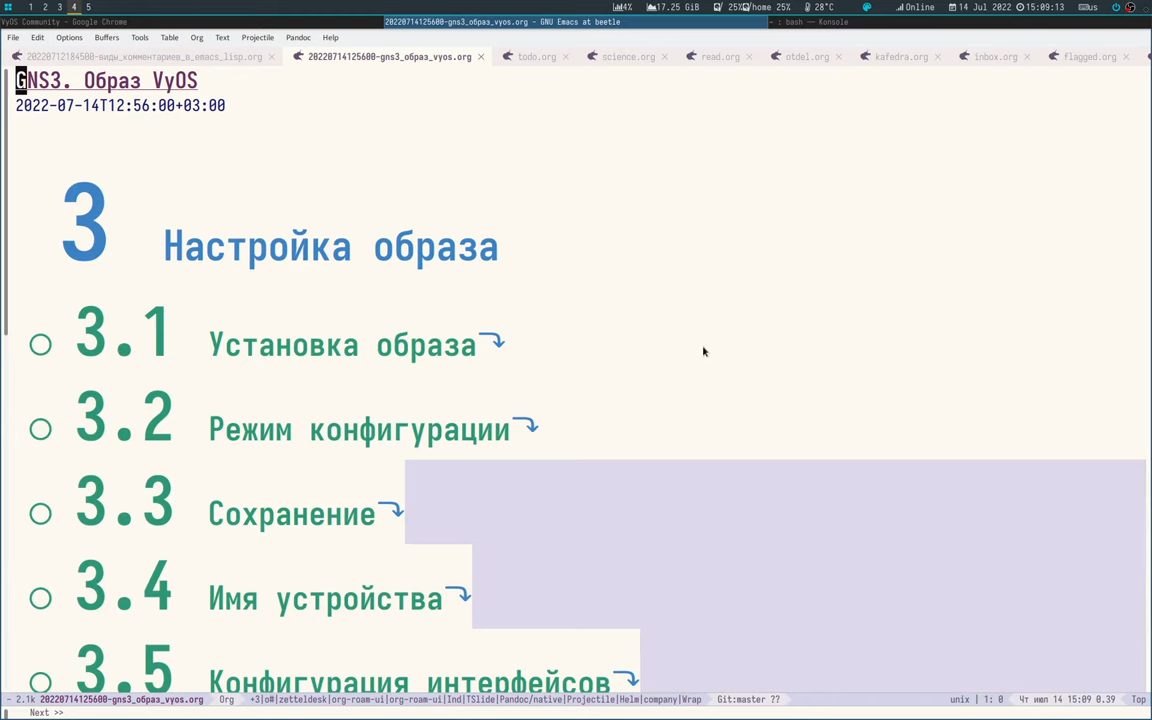 1 2 3 4 5 4% 17.25 GiB / 25% home 25% 28°C Online 14 Jul 2022 15:09:13 us
VyOS Community - Google Chrome 20220714125600-gns3_образ_vyos.org - GNU Emacs at beetle ~ : bash — Konsole
File Edit Options Buffers Tools Table Org Text Projectile Pandoc Help
20220712184500-виды_комментариев_в_emacs_lisp.org × 20220714125600-gns3_образ_vyos.org × todo.org × science.org × read.org × otdel.org × kafedra.org × inbox.org × flagged.org ×
GNS3. Образ VyOS
2022-07-14T12:56:00+03:00
3 Настройка образа
3.1 Установка образа
3.2 Режим конфигурации
3.3 Сохранение
3.4 Имя устройства
3.5 Конфигурация интерфейсов
- 2.1k 20220714125600-gns3_образ_vyos.org Org +3|o#|zetteldesk|org-roam-ui|org-roam-ui|Ind|TSlide|Pandoc/native|Projectile|Helm|company|Wrap Git:master ?? unix | 1: 0 Чт июл 14 15:09 0.39 Top
Next >>